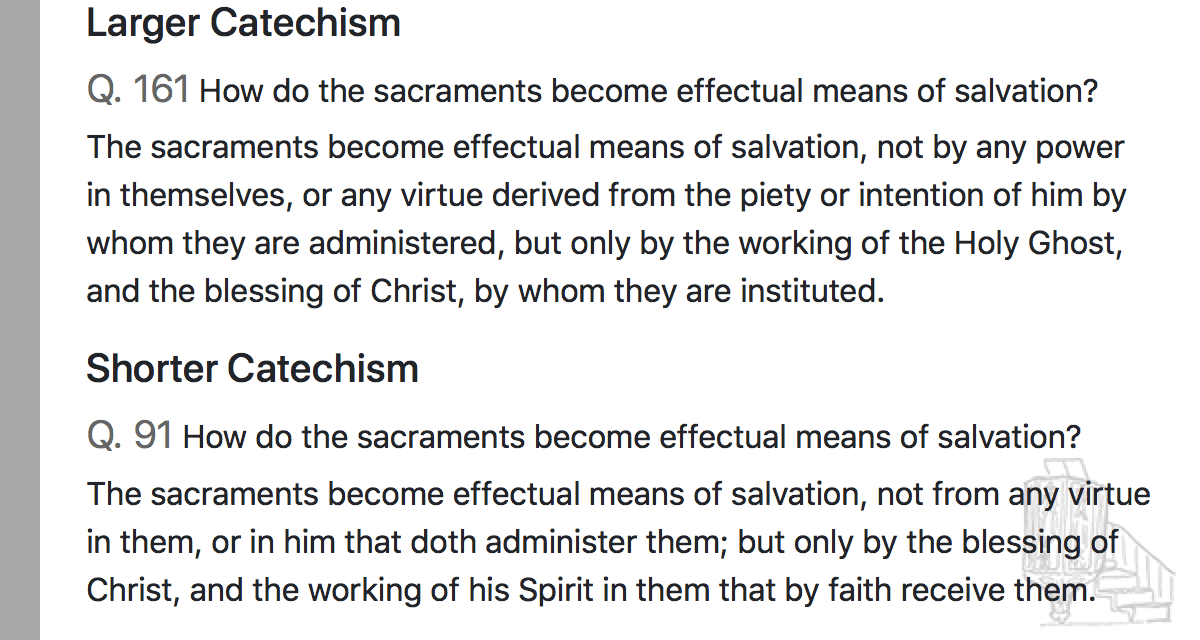 Larger Catechism
Q. 161 How do the sacraments become effectual means of salvation?
The sacraments become effectual means of salvation, not by any power
in themselves, or any virtue derived from the piety or intention of him by
whom they are administered, but only by the working of the Holy Ghost,
and the blessing of Christ, by whom they are instituted.
Shorter Catechism
Q. 91 How do the sacraments become effectual means of salvation?
The sacraments become effectual means of salvation, not from any virtue
in them, or in him that doth administer them; but only by the blessing of
Christ, and the working of his Spirit in them that by faith receive them.